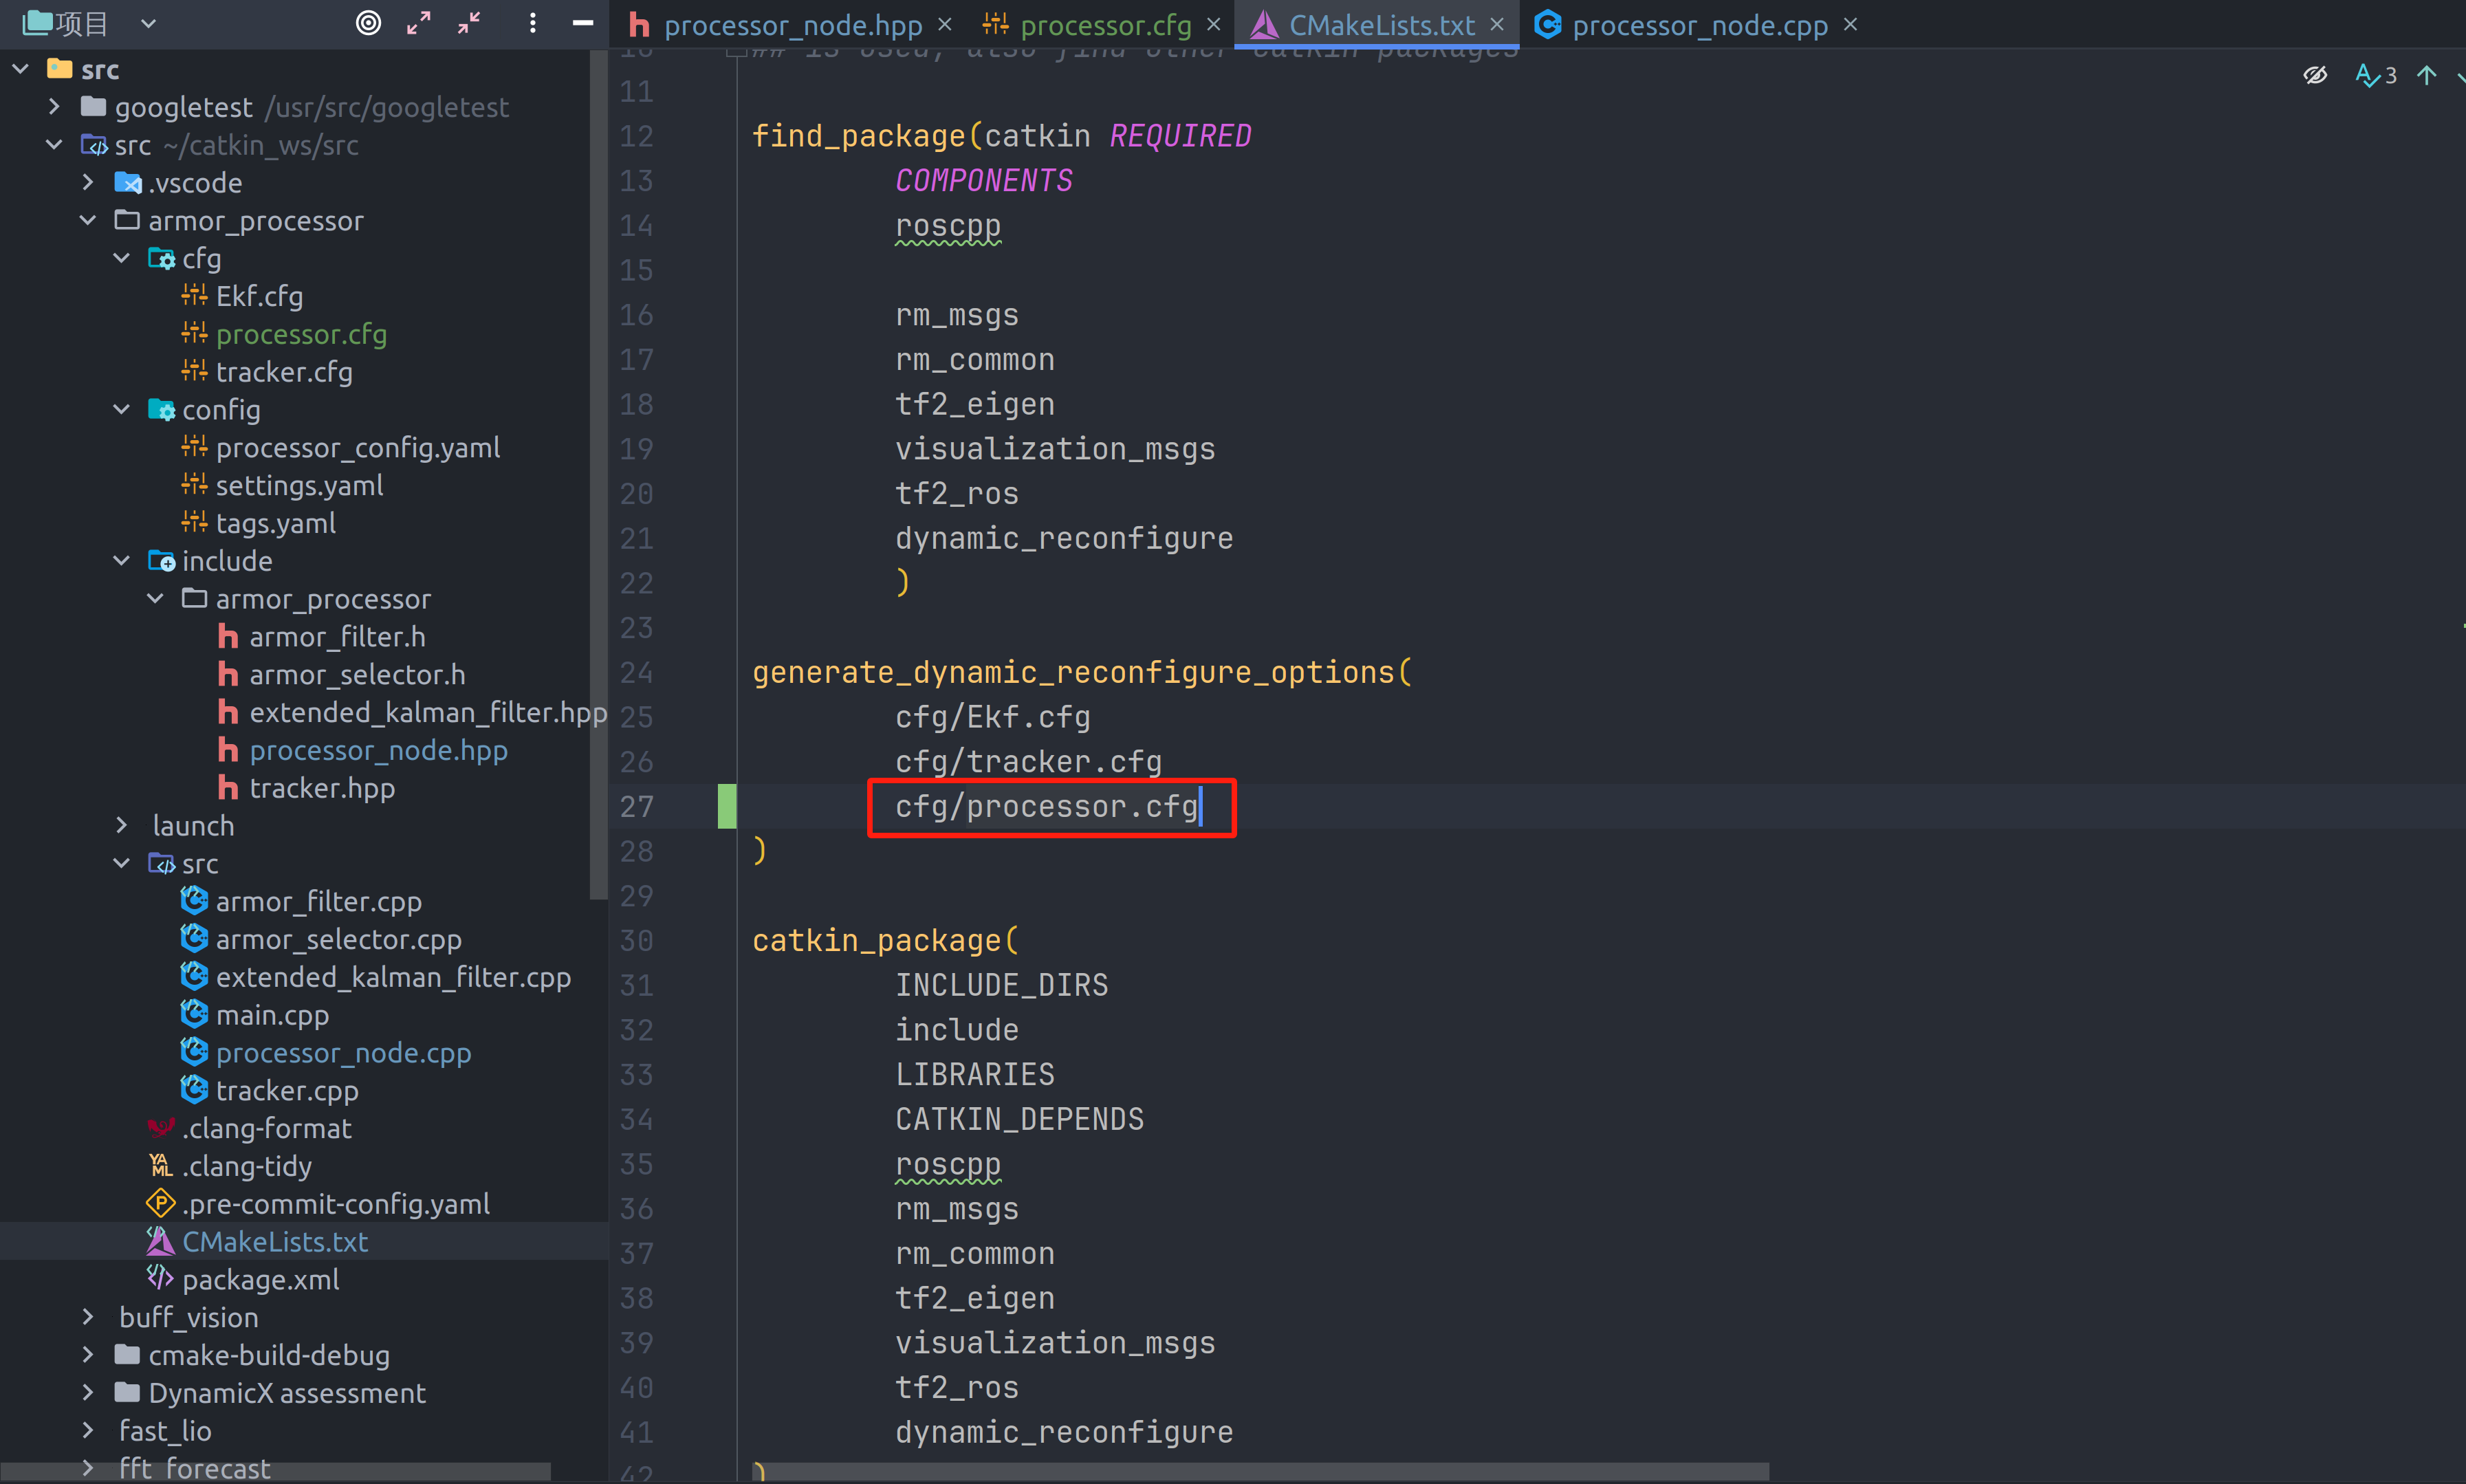 项目
src
googletest /usr/src/googletest
src ~/catkin_ws/src
.vscode
armor_processor
cfg
Ekf.cfg
processor.cfg
tracker.cfg
config
processor_config.yaml
settings.yaml
tags.yaml
include
armor_processor
armor_filter.h
armor_selector.h
extended_kalman_filter.hpp
processor_node.hpp
tracker.hpp
launch
src
armor_filter.cpp
armor_selector.cpp
extended_kalman_filter.cpp
main.cpp
processor_node.cpp
tracker.cpp
.clang-format
.clang-tidy
.pre-commit-config.yaml
CMakeLists.txt
package.xml
buff_vision
cmake-build-debug
DynamicX assessment
fast_lio
fft_forecast
processor_node.hpp
processor.cfg
CMakeLists.txt
processor_node.cpp
3
10 ## is used, also find other catkin packages
11
12 find_package(catkin REQUIRED
13 COMPONENTS
14 roscpp
15
16 rm_msgs
17 rm_common
18 tf2_eigen
19 visualization_msgs
20 tf2_ros
21 dynamic_reconfigure
22 )
23
24 generate_dynamic_reconfigure_options(
25 cfg/Ekf.cfg
26 cfg/tracker.cfg
27 cfg/processor.cfg
28 )
29
30 catkin_package(
31 INCLUDE_DIRS
32 include
33 LIBRARIES
34 CATKIN_DEPENDS
35 roscpp
36 rm_msgs
37 rm_common
38 tf2_eigen
39 visualization_msgs
40 tf2_ros
41 dynamic_reconfigure
42 )